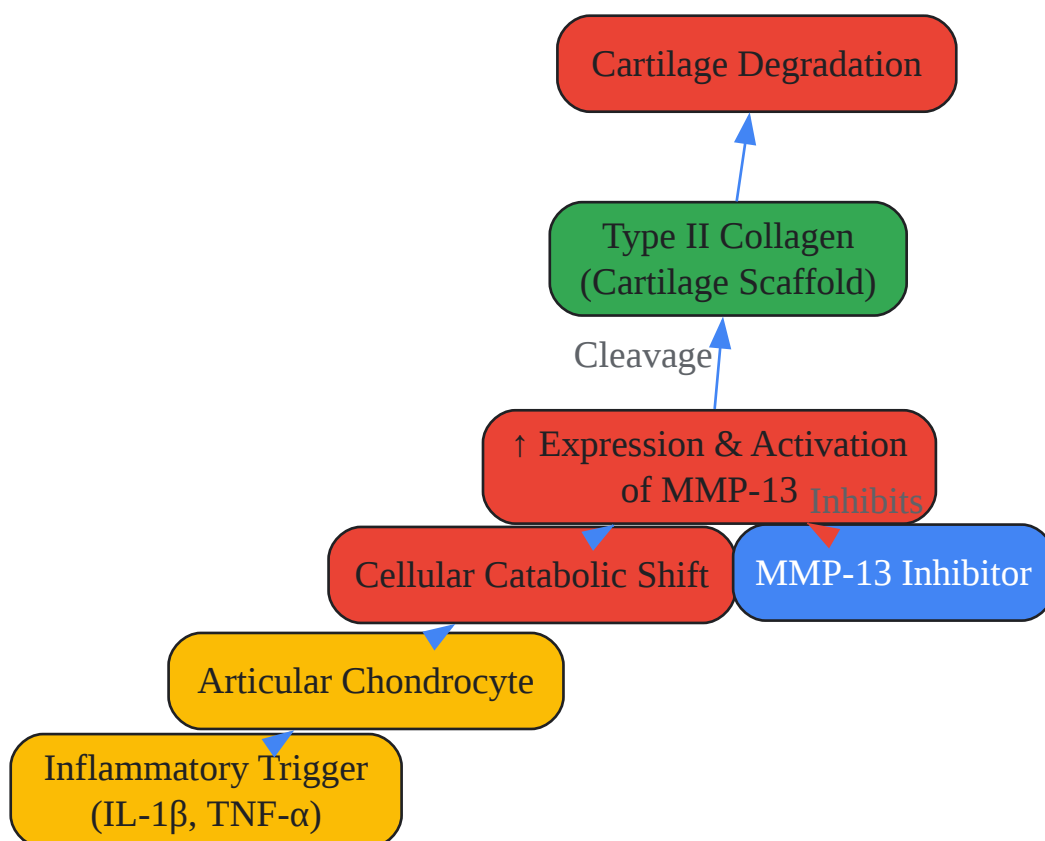 Cartilage Degradation
Type II Collagen
(Cartilage Scaffold)
Cleavage
↑ Expression & Activation
of MMP-13
Inhibits
Cellular Catabolic Shift
MMP-13 Inhibitor
Articular Chondrocyte
Inflammatory Trigger
(IL-1β, TNF-α)